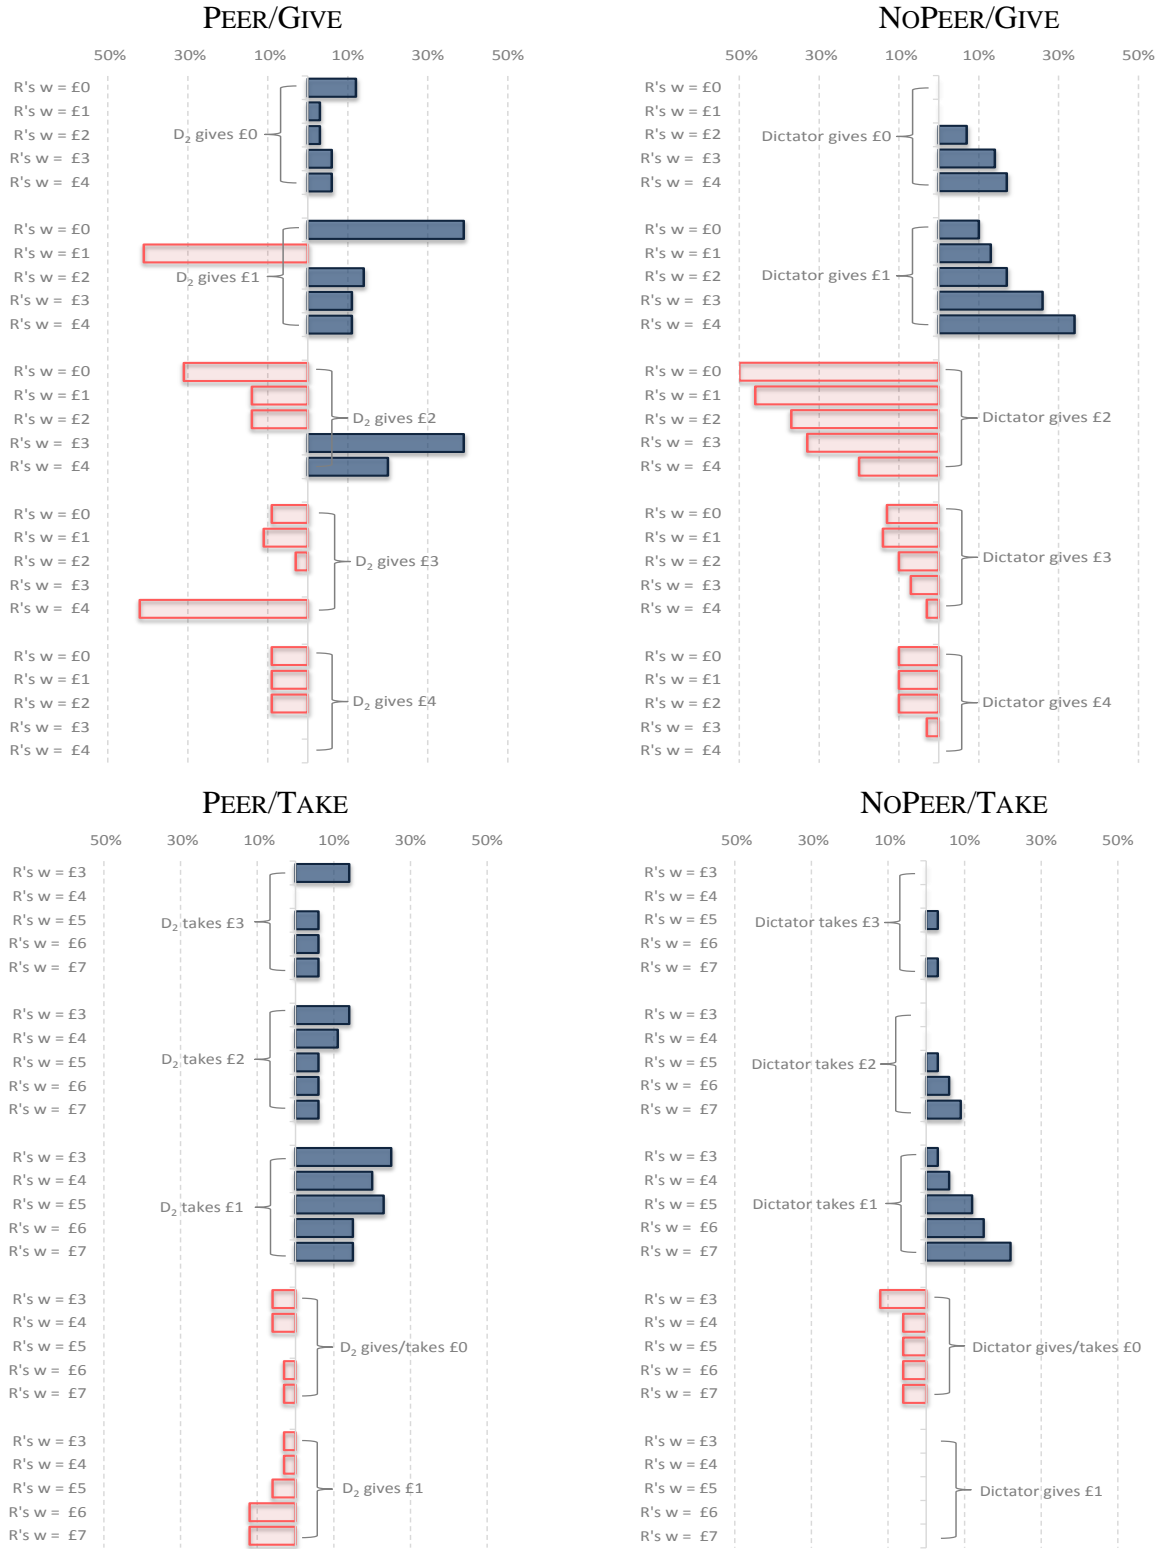 PEER/GIVE
50% 30% 10% 10% 30% 50%
R's w = £0
R's w = £1
R's w = £2
R's w = £3
R's w = £4
D2 gives £0
R's w = £0
R's w = £1
R's w = £2
R's w = £3
R's w = £4
D2 gives £1
R's w = £0
R's w = £1
R's w = £2
R's w = £3
R's w = £4
D2 gives £2
R's w = £0
R's w = £1
R's w = £2
R's w = £3
R's w = £4
D2 gives £3
R's w = £0
R's w = £1
R's w = £2
R's w = £3
R's w = £4
D2 gives £4
NOPEER/GIVE
50% 30% 10% 10% 30% 50%
R's w = £0
R's w = £1
R's w = £2
R's w = £3
R's w = £4
Dictator gives £0
R's w = £0
R's w = £1
R's w = £2
R's w = £3
R's w = £4
Dictator gives £1
R's w = £0
R's w = £1
R's w = £2
R's w = £3
R's w = £4
Dictator gives £2
R's w = £0
R's w = £1
R's w = £2
R's w = £3
R's w = £4
Dictator gives £3
R's w = £0
R's w = £1
R's w = £2
R's w = £3
R's w = £4
Dictator gives £4
PEER/TAKE
50% 30% 10% 10% 30% 50%
R's w = £3
R's w = £4
R's w = £5
R's w = £6
R's w = £7
D2 takes £3
R's w = £3
R's w = £4
R's w = £5
R's w = £6
R's w = £7
D2 takes £2
R's w = £3
R's w = £4
R's w = £5
R's w = £6
R's w = £7
D2 takes £1
R's w = £3
R's w = £4
R's w = £5
R's w = £6
R's w = £7
D2 gives/takes £0
R's w = £3
R's w = £4
R's w = £5
R's w = £6
R's w = £7
D2 gives £1
NOPEER/TAKE
50% 30% 10% 10% 30% 50%
R's w = £3
R's w = £4
R's w = £5
R's w = £6
R's w = £7
Dictator takes £3
R's w = £3
R's w = £4
R's w = £5
R's w = £6
R's w = £7
Dictator takes £2
R's w = £3
R's w = £4
R's w = £5
R's w = £6
R's w = £7
Dictator takes £1
R's w = £3
R's w = £4
R's w = £5
R's w = £6
R's w = £7
Dictator gives/takes £0
R's w = £3
R's w = £4
R's w = £5
R's w = £6
R's w = £7
Dictator gives £1